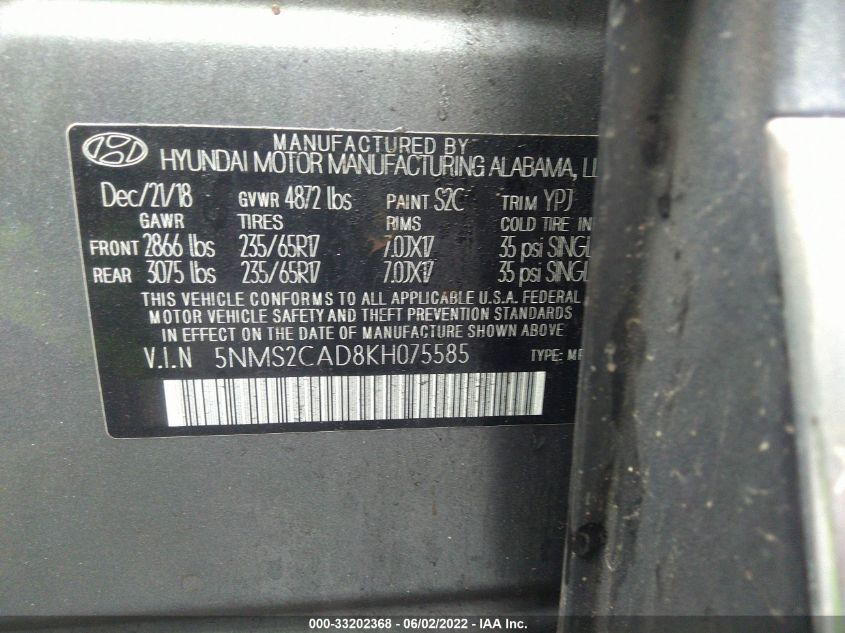 MANUFACTURED BY
HYUNDAI MOTOR MANUFACTURING ALABAMA,
Dec/21/18 GVWR 4872 lbs PAINT S2C TRIM YPJ
GAWR TIRES RIMS COLD TIRE IN
FRONT 2866 lbs 235/65R17 7.0JX17 35 psi SINGL
REAR 3075 lbs 235/65R17 7.0JX17 35 psi SINGL
THIS VEHICLE CONFORMS TO ALL APPLICABLE U.S.A. FEDERAL
MOTOR VEHICLE SAFETY AND THEFT PREVENTION STANDARDS
IN EFFECT ON THE DATE OF MANUFACTURE SHOWN ABOVE
V.I.N 5NMS2CAD8KH075585 TYPE:
000-33202368 - 06/02/2022 - IAA Inc.